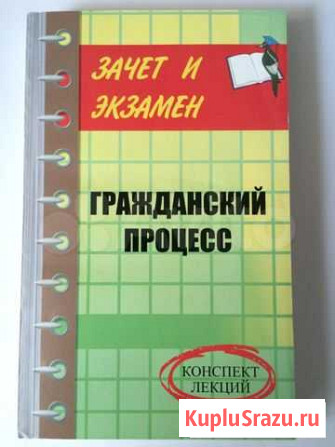 ЗАЧЕТ И
ЭКЗАМЕН
ГРАЖДАНСКИЙ
ПРОЦЕСС
КОНСПЕКТ
ЛЕКЦИЙ
KupluSrazu.ru